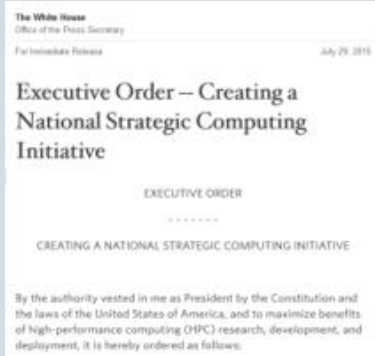 The White House
Office of the Press Secretary
For Immediate Release
July 29, 2015
Executive Order -- Creating a
National Strategic Computing
Initiative
EXECUTIVE ORDER
- - - - - - -
CREATING A NATIONAL STRATEGIC COMPUTING INITIATIVE
By the authority vested in me as President by the Constitution and
the laws of the United States of America, and to maximize benefits
of high-performance computing (HPC) research, development, and
deployment, it is hereby ordered as follows: